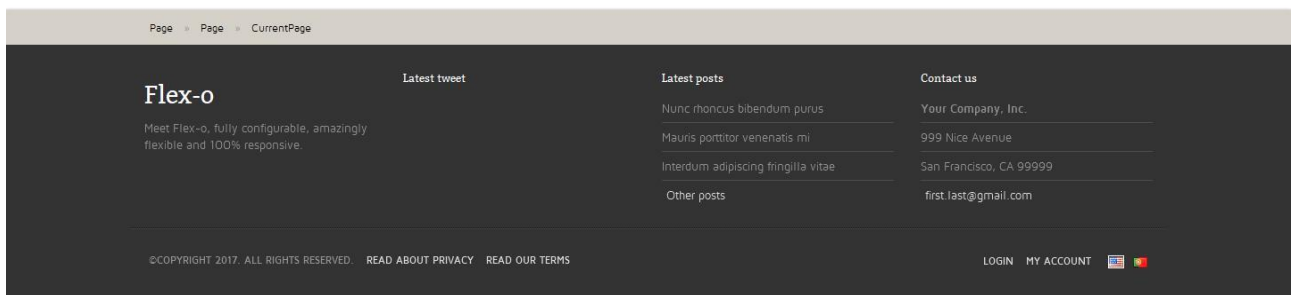 Page » Page » CurrentPage
Flex-o
Meet Flex-o, fully configurable, amazingly
flexible and 100% responsive.
Latest tweet
Latest posts
Nunc rhoncus bibendum purus
Mauris porttitor venenatis mi
Interdum adipiscing fringilla vitae
Other posts
Contact us
Your Company, Inc.
999 Nice Avenue
San Francisco, CA 99999
first.last@gmail.com
©COPYRIGHT 2017. ALL RIGHTS RESERVED. READ ABOUT PRIVACY READ OUR TERMS
LOGIN MY ACCOUNT